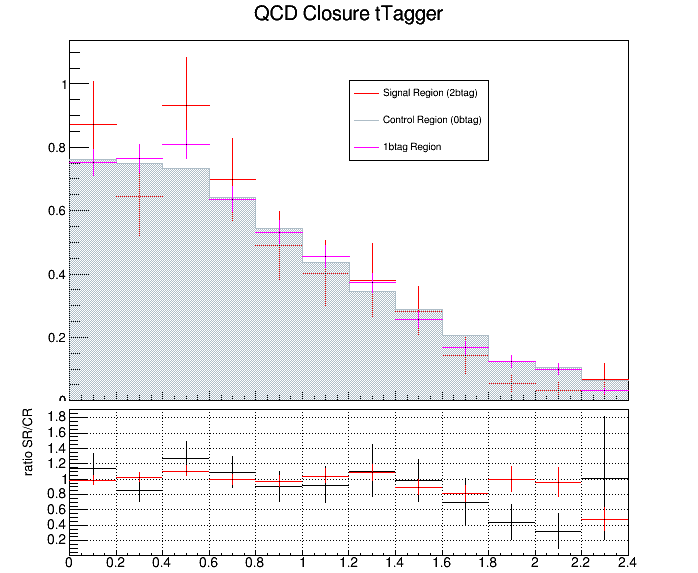 QCD Closure tTagger
1
0.8
0.6
0.4
0.2
0
Signal Region (2btag)
Control Region (0btag)
1btag Region
ratio SR/CR
1.8
1.6
1.4
1.2
1
0.8
0.6
0.4
0.2
0 0.2 0.4 0.6 0.8 1 1.2 1.4 1.6 1.8 2 2.2 2.4